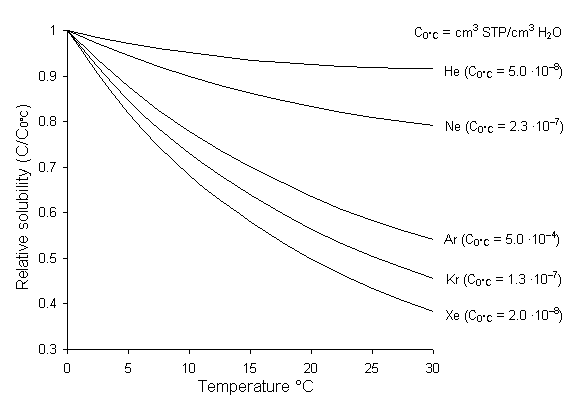 C0°C = cm³ STP/cm³ H₂O
1
0.9
0.8
0.7
0.6
0.5
0.4
0.3
Relative solubility (C/C0°C)
He (C0°C = 5.0 ·10⁻⁸)
Ne (C0°C = 2.3 ·10⁻⁷)
Ar (C0°C = 5.0 ·10⁻⁴)
Kr (C0°C = 1.3 ·10⁻⁷)
Xe (C0°C = 2.0 ·10⁻⁸)
0 5 10 15 20 25 30
Temperature °C